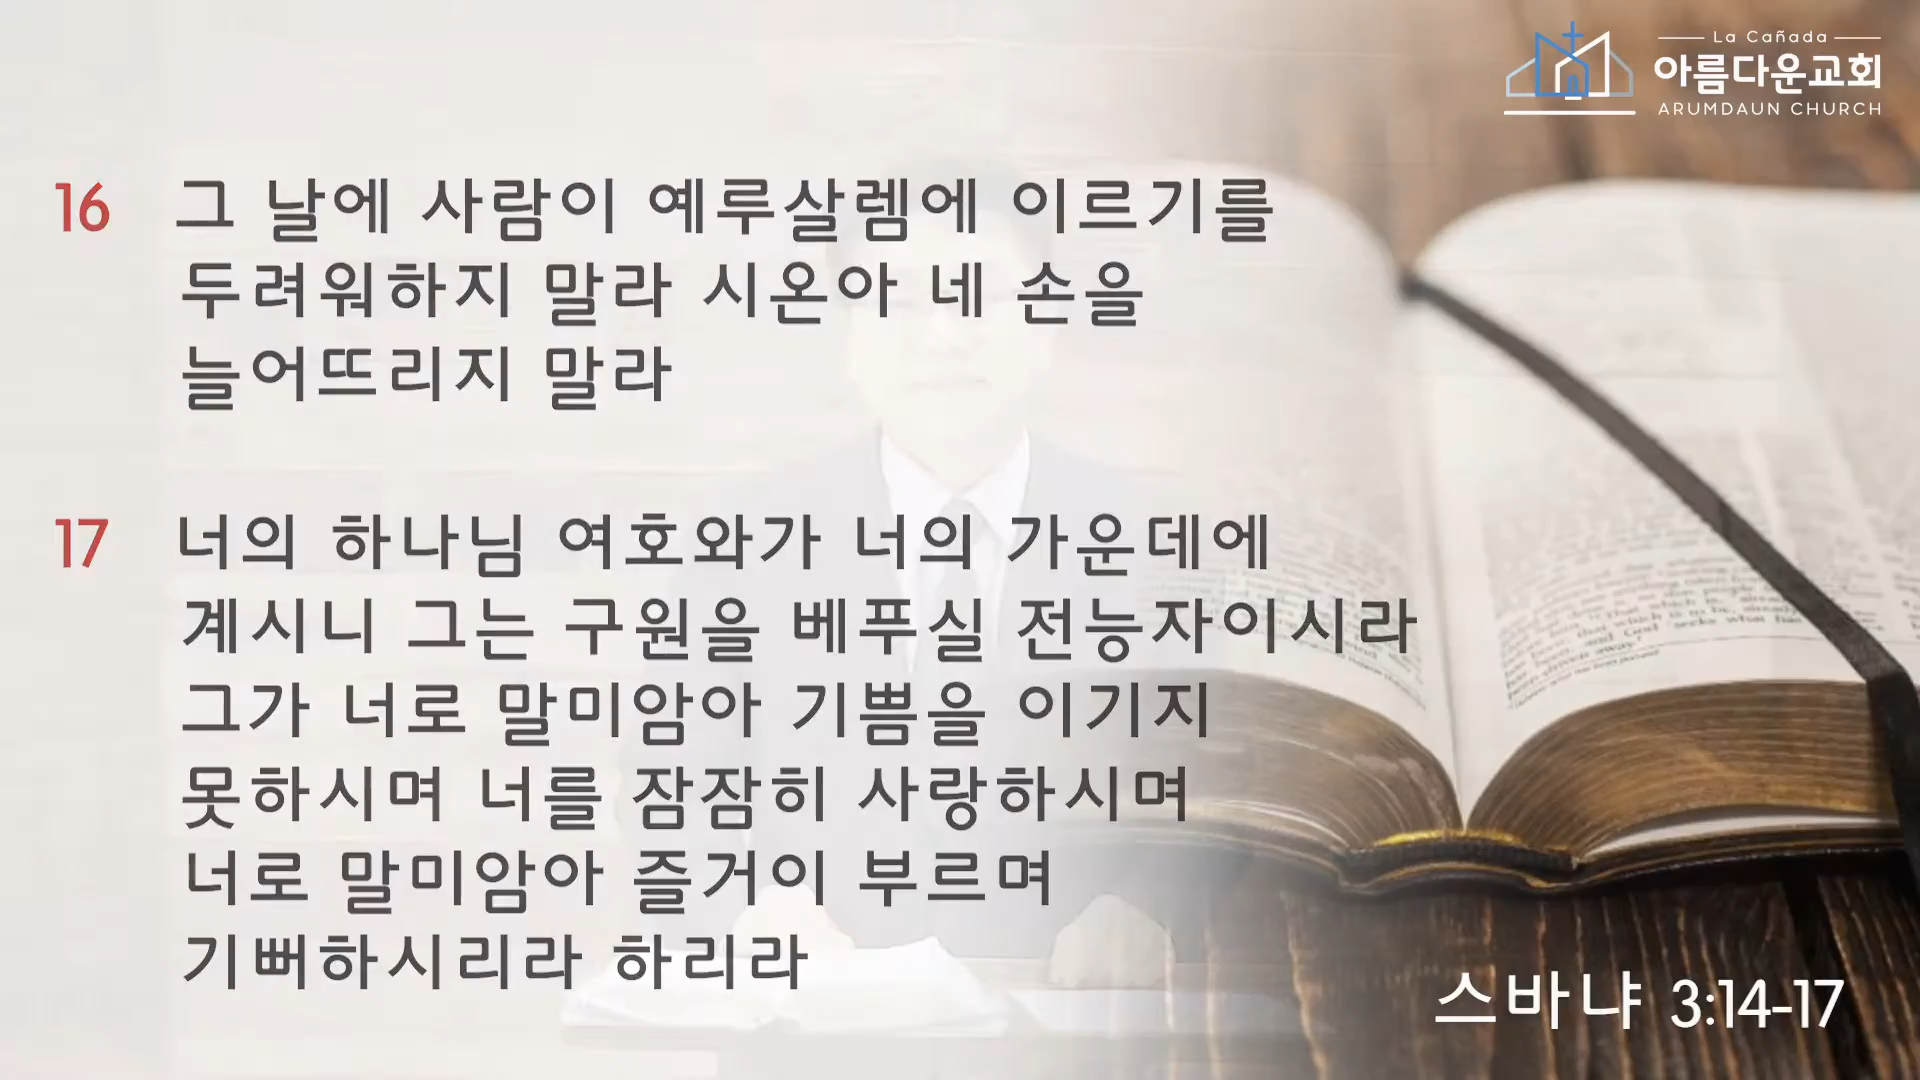 La Cañada
아름다운교회
ARUMDAUN CHURCH
16 그 날에 사람이 예루살렘에 이르기를
두려워하지 말라 시온아 네 손을
늘어뜨리지 말라
17 너의 하나님 여호와가 너의 가운데에
계시니 그는 구원을 베푸실 전능자이시라
그가 너로 말미암아 기쁨을 이기지
못하시며 너를 잠잠히 사랑하시며
너로 말미암아 즐거이 부르며
기뻐하시리라 하리라
스바냐 3:14-17